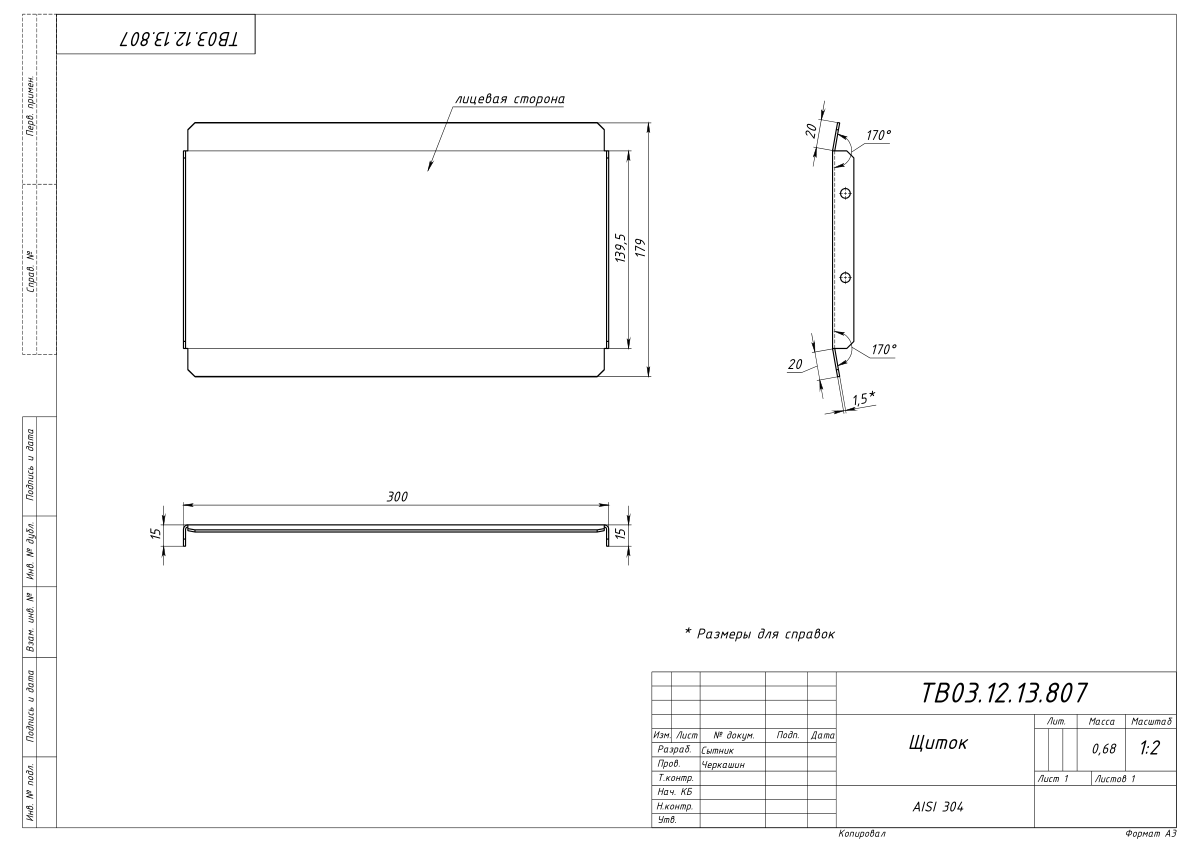 ТВ03.12.13.807
Перв. примен.
Справ. №
Подпись и дата
Инв. № дубл.
Взам. инв. №
Подпись и дата
Инв. № подл.
лицевая сторона
139,5
179
20
170°
170°
20
1,5*
300
15
15
* Размеры для справок
ТВ03.12.13.807
Изм. Лист № докум. Подп. Дата
Разраб. Сытник
Пров. Черкашин
Т.контр.
Нач. КБ
Н.контр.
Утв.
Щиток
AISI 304
Лит. Масса Масштаб
0,68 1:2
Лист 1 Листов 1
Копировал Формат А3